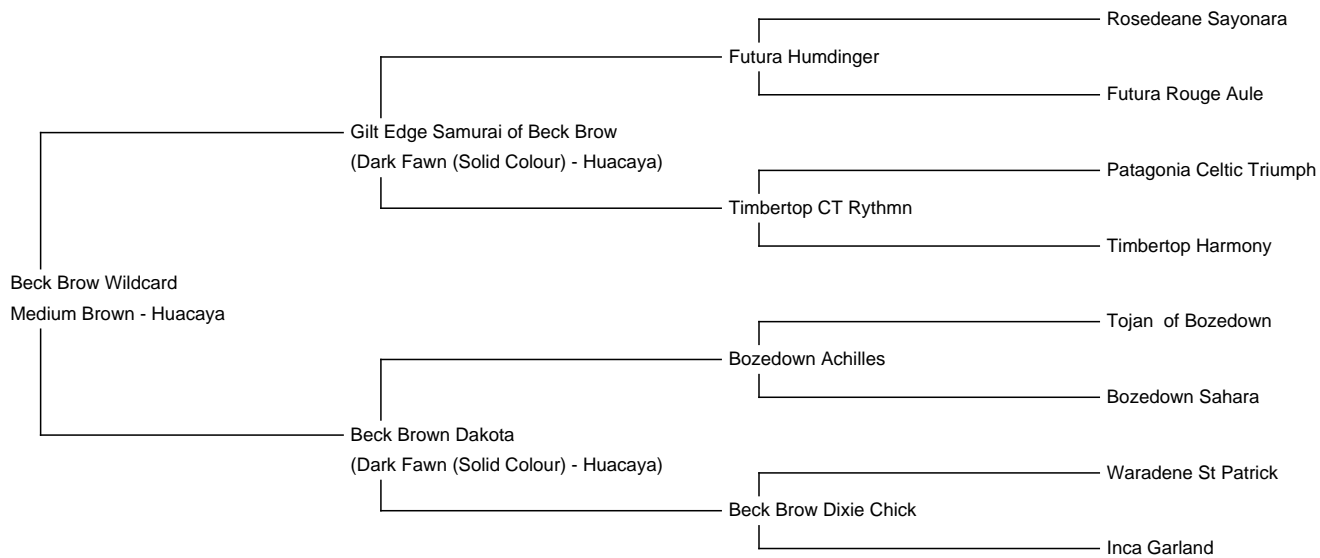 Rosedeane Sayonara
Futura Humdinger
Futura Rouge Aule
Gilt Edge Samurai of Beck Brow
(Dark Fawn (Solid Colour) - Huacaya)
Patagonia Celtic Triumph
Timbertop CT Rythmn
Timbertop Harmony
Beck Brow Wildcard
Medium Brown - Huacaya
Tojan  of Bozedown
Bozedown Achilles
Bozedown Sahara
Beck Brown Dakota
(Dark Fawn (Solid Colour) - Huacaya)
Waradene St Patrick
Beck Brow Dixie Chick
Inca Garland